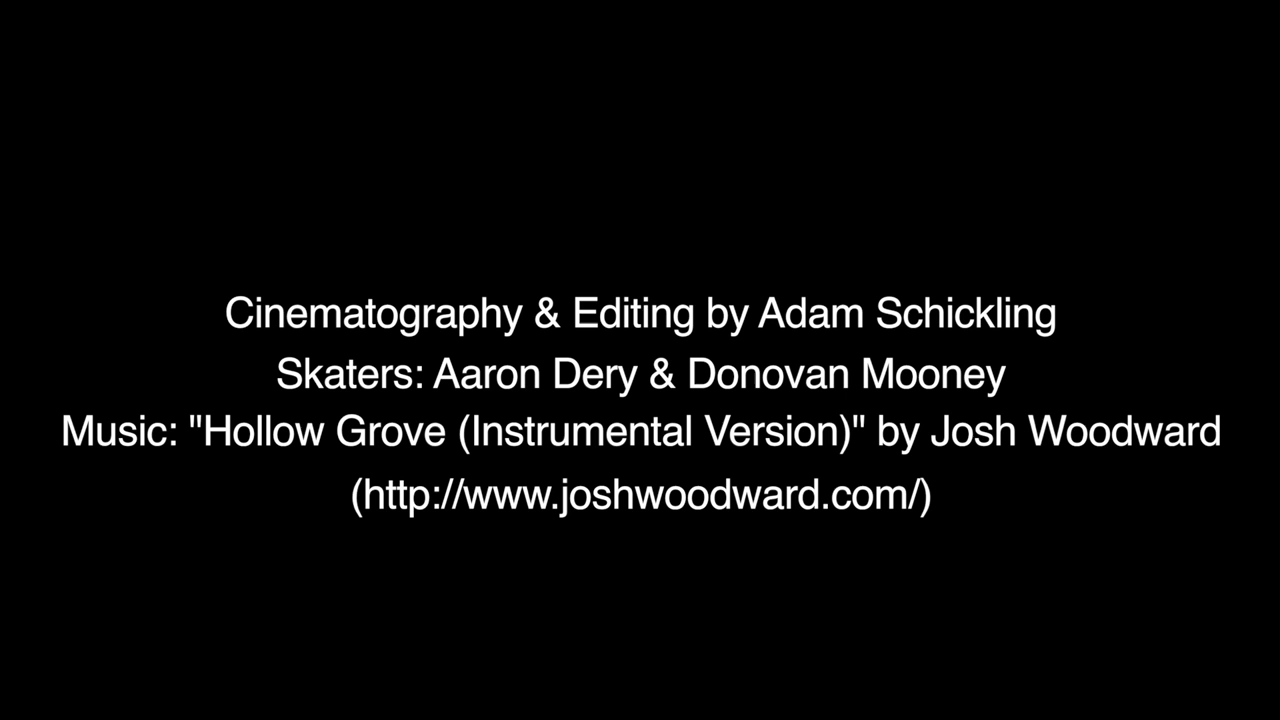 Cinematography & Editing by Adam Schickling
Skaters: Aaron Dery & Donovan Mooney
Music: "Hollow Grove (Instrumental Version)" by Josh Woodward
(http://www.joshwoodward.com/)